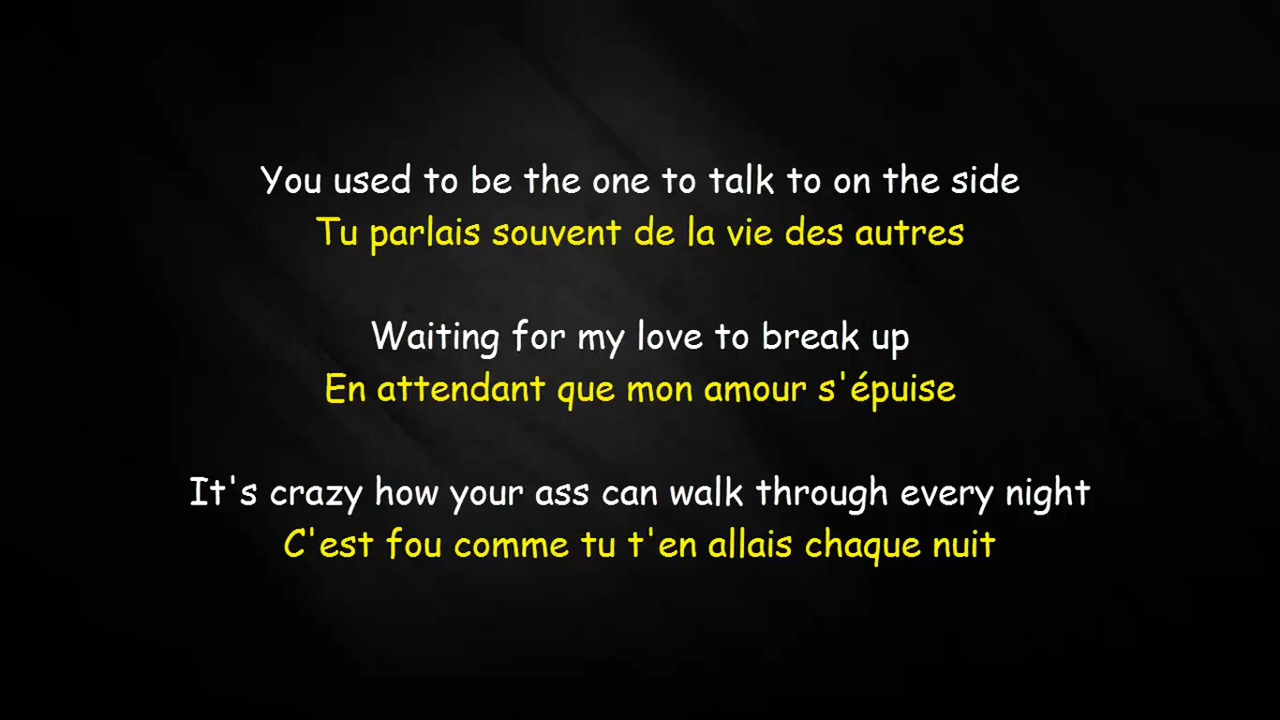 You used to be the one to talk to on the side
Tu parlais souvent de la vie des autres
Waiting for my love to break up
En attendant que mon amour s'épuise
It's crazy how your ass can walk through every night
C'est fou comme tu t'en allais chaque nuit